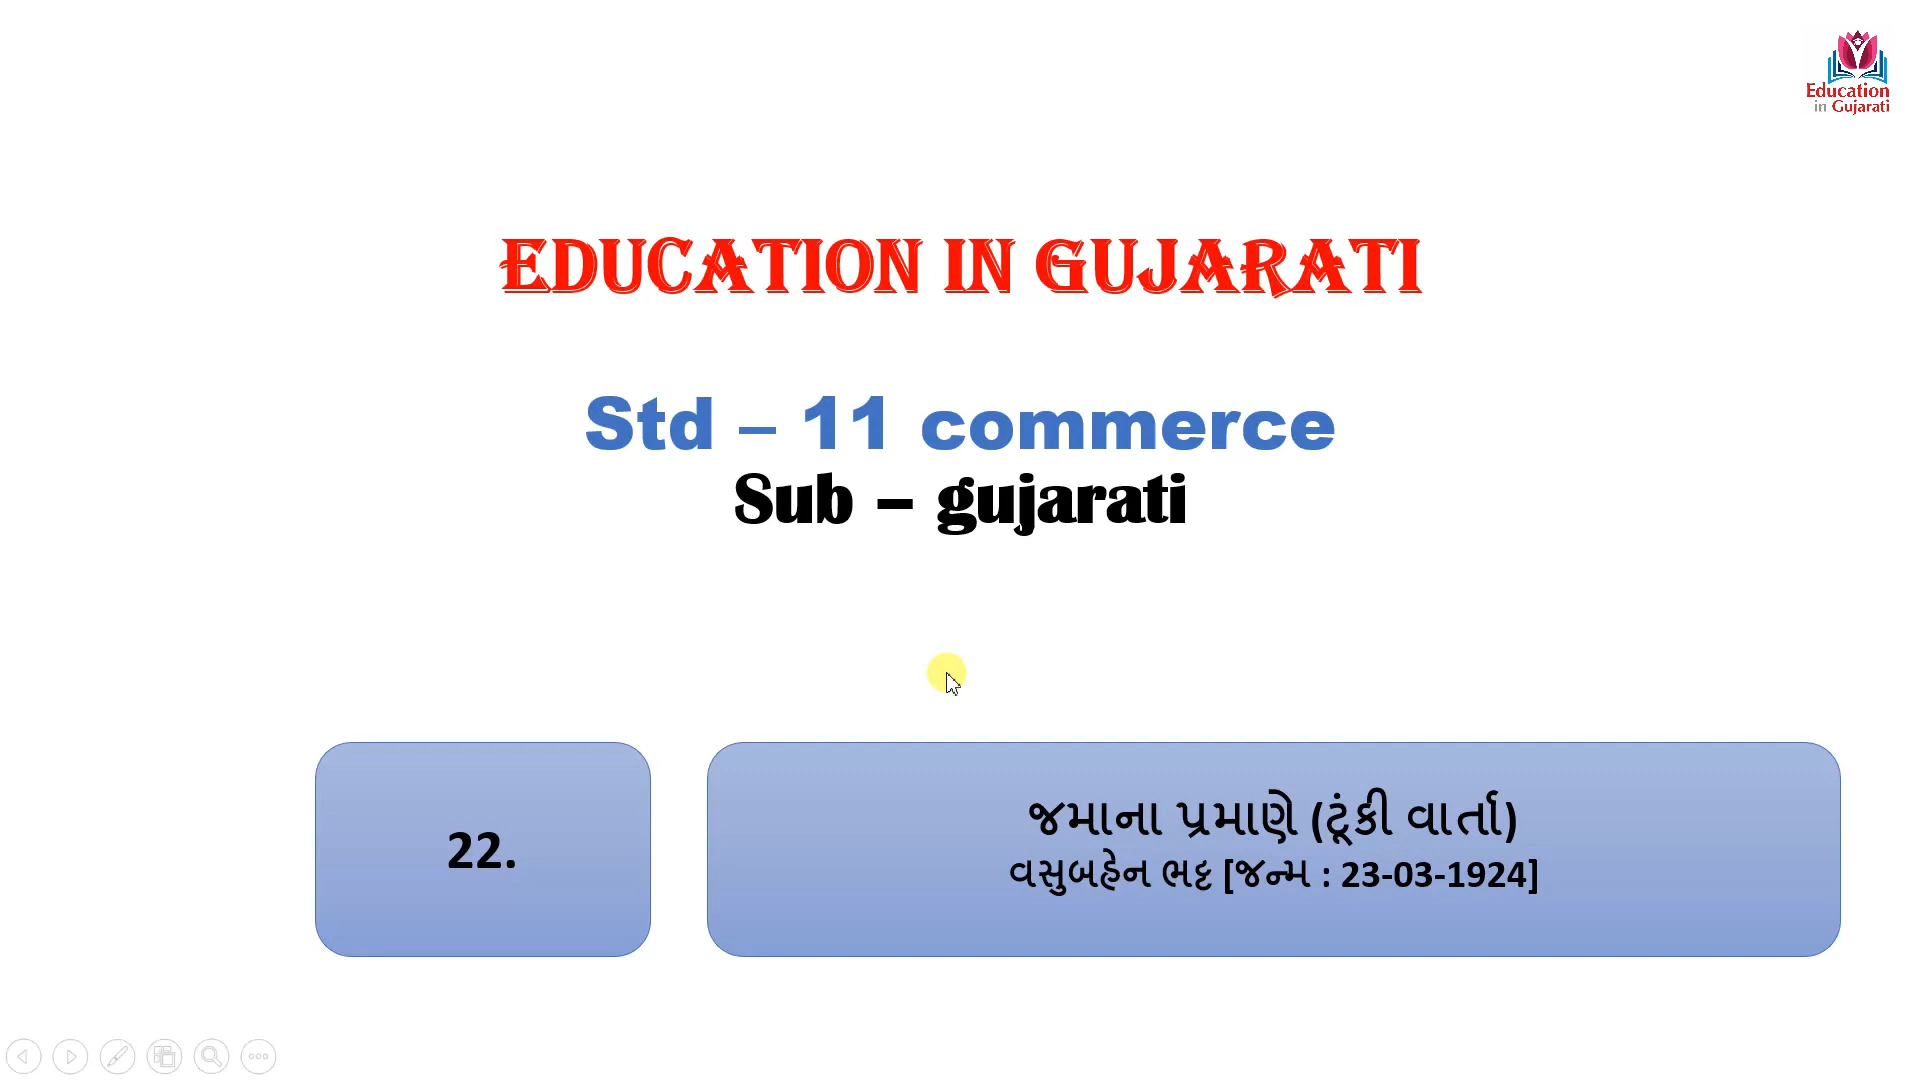 Education
in Gujarati
EDUCATION IN GUJARATI
Std – 11 commerce
Sub – gujarati
22.
જમાના પ્રમાણે (ટૂંકી વાર્તા)
વસુબહેન ભટ્ટ [જન્મ : 23-03-1924]